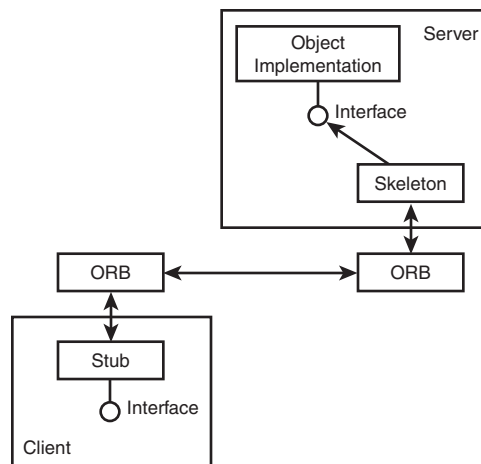 Server
Object
Implementation
Interface
Skeleton
ORB
ORB
Stub
Interface
Client